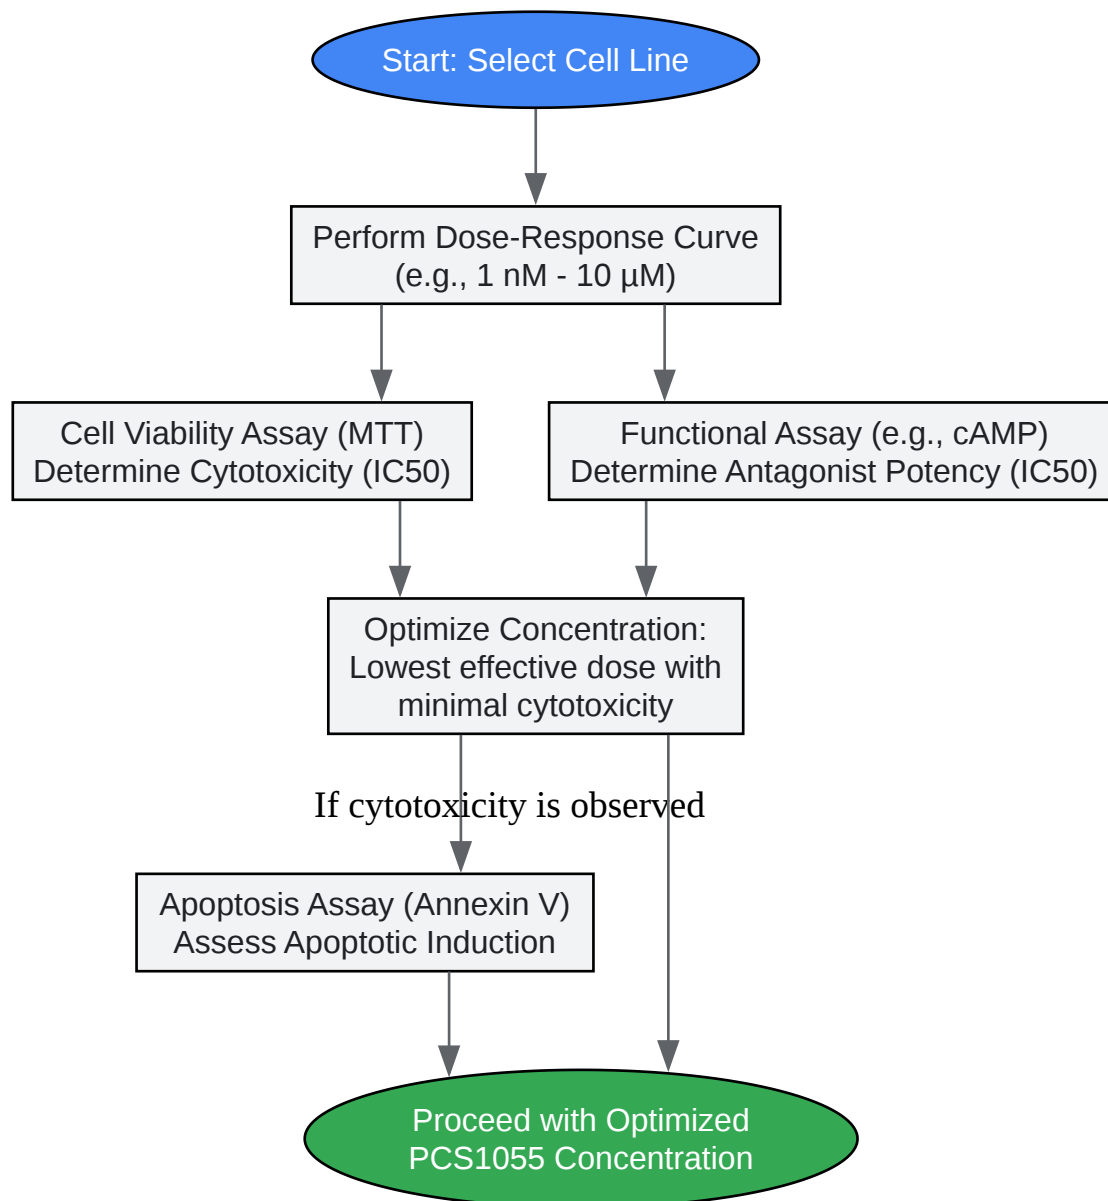 Start: Select Cell Line
Perform Dose-Response Curve
(e.g., 1 nM - 10 µM)
Cell Viability Assay (MTT)
Determine Cytotoxicity (IC50)
Functional Assay (e.g., cAMP)
Determine Antagonist Potency (IC50)
Optimize Concentration:
Lowest effective dose with
minimal cytotoxicity
If cytotoxicity is observed
Apoptosis Assay (Annexin V)
Assess Apoptotic Induction
Proceed with Optimized
PCS1055 Concentration